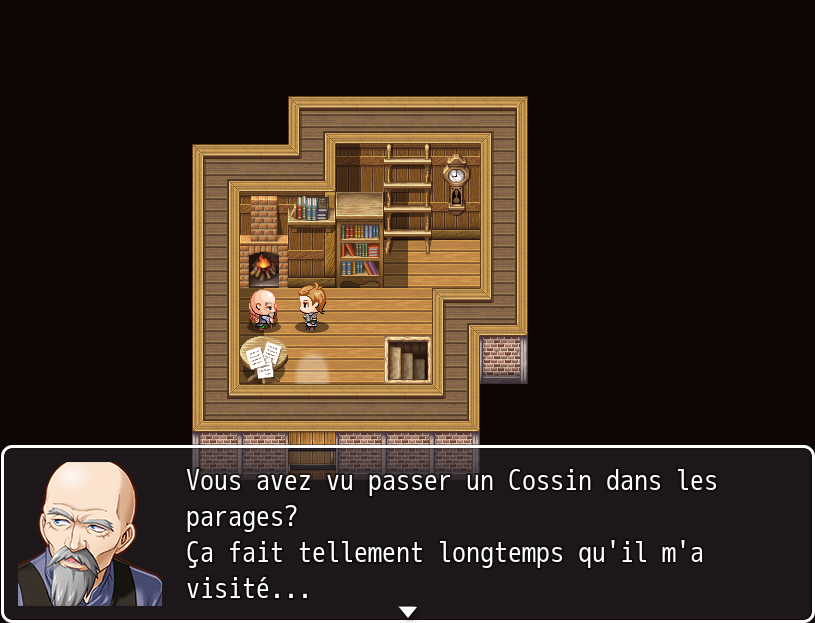 Vous avez vu passer un Cossin dans les
parages?
Ça fait tellement longtemps qu'il m'a
visité...